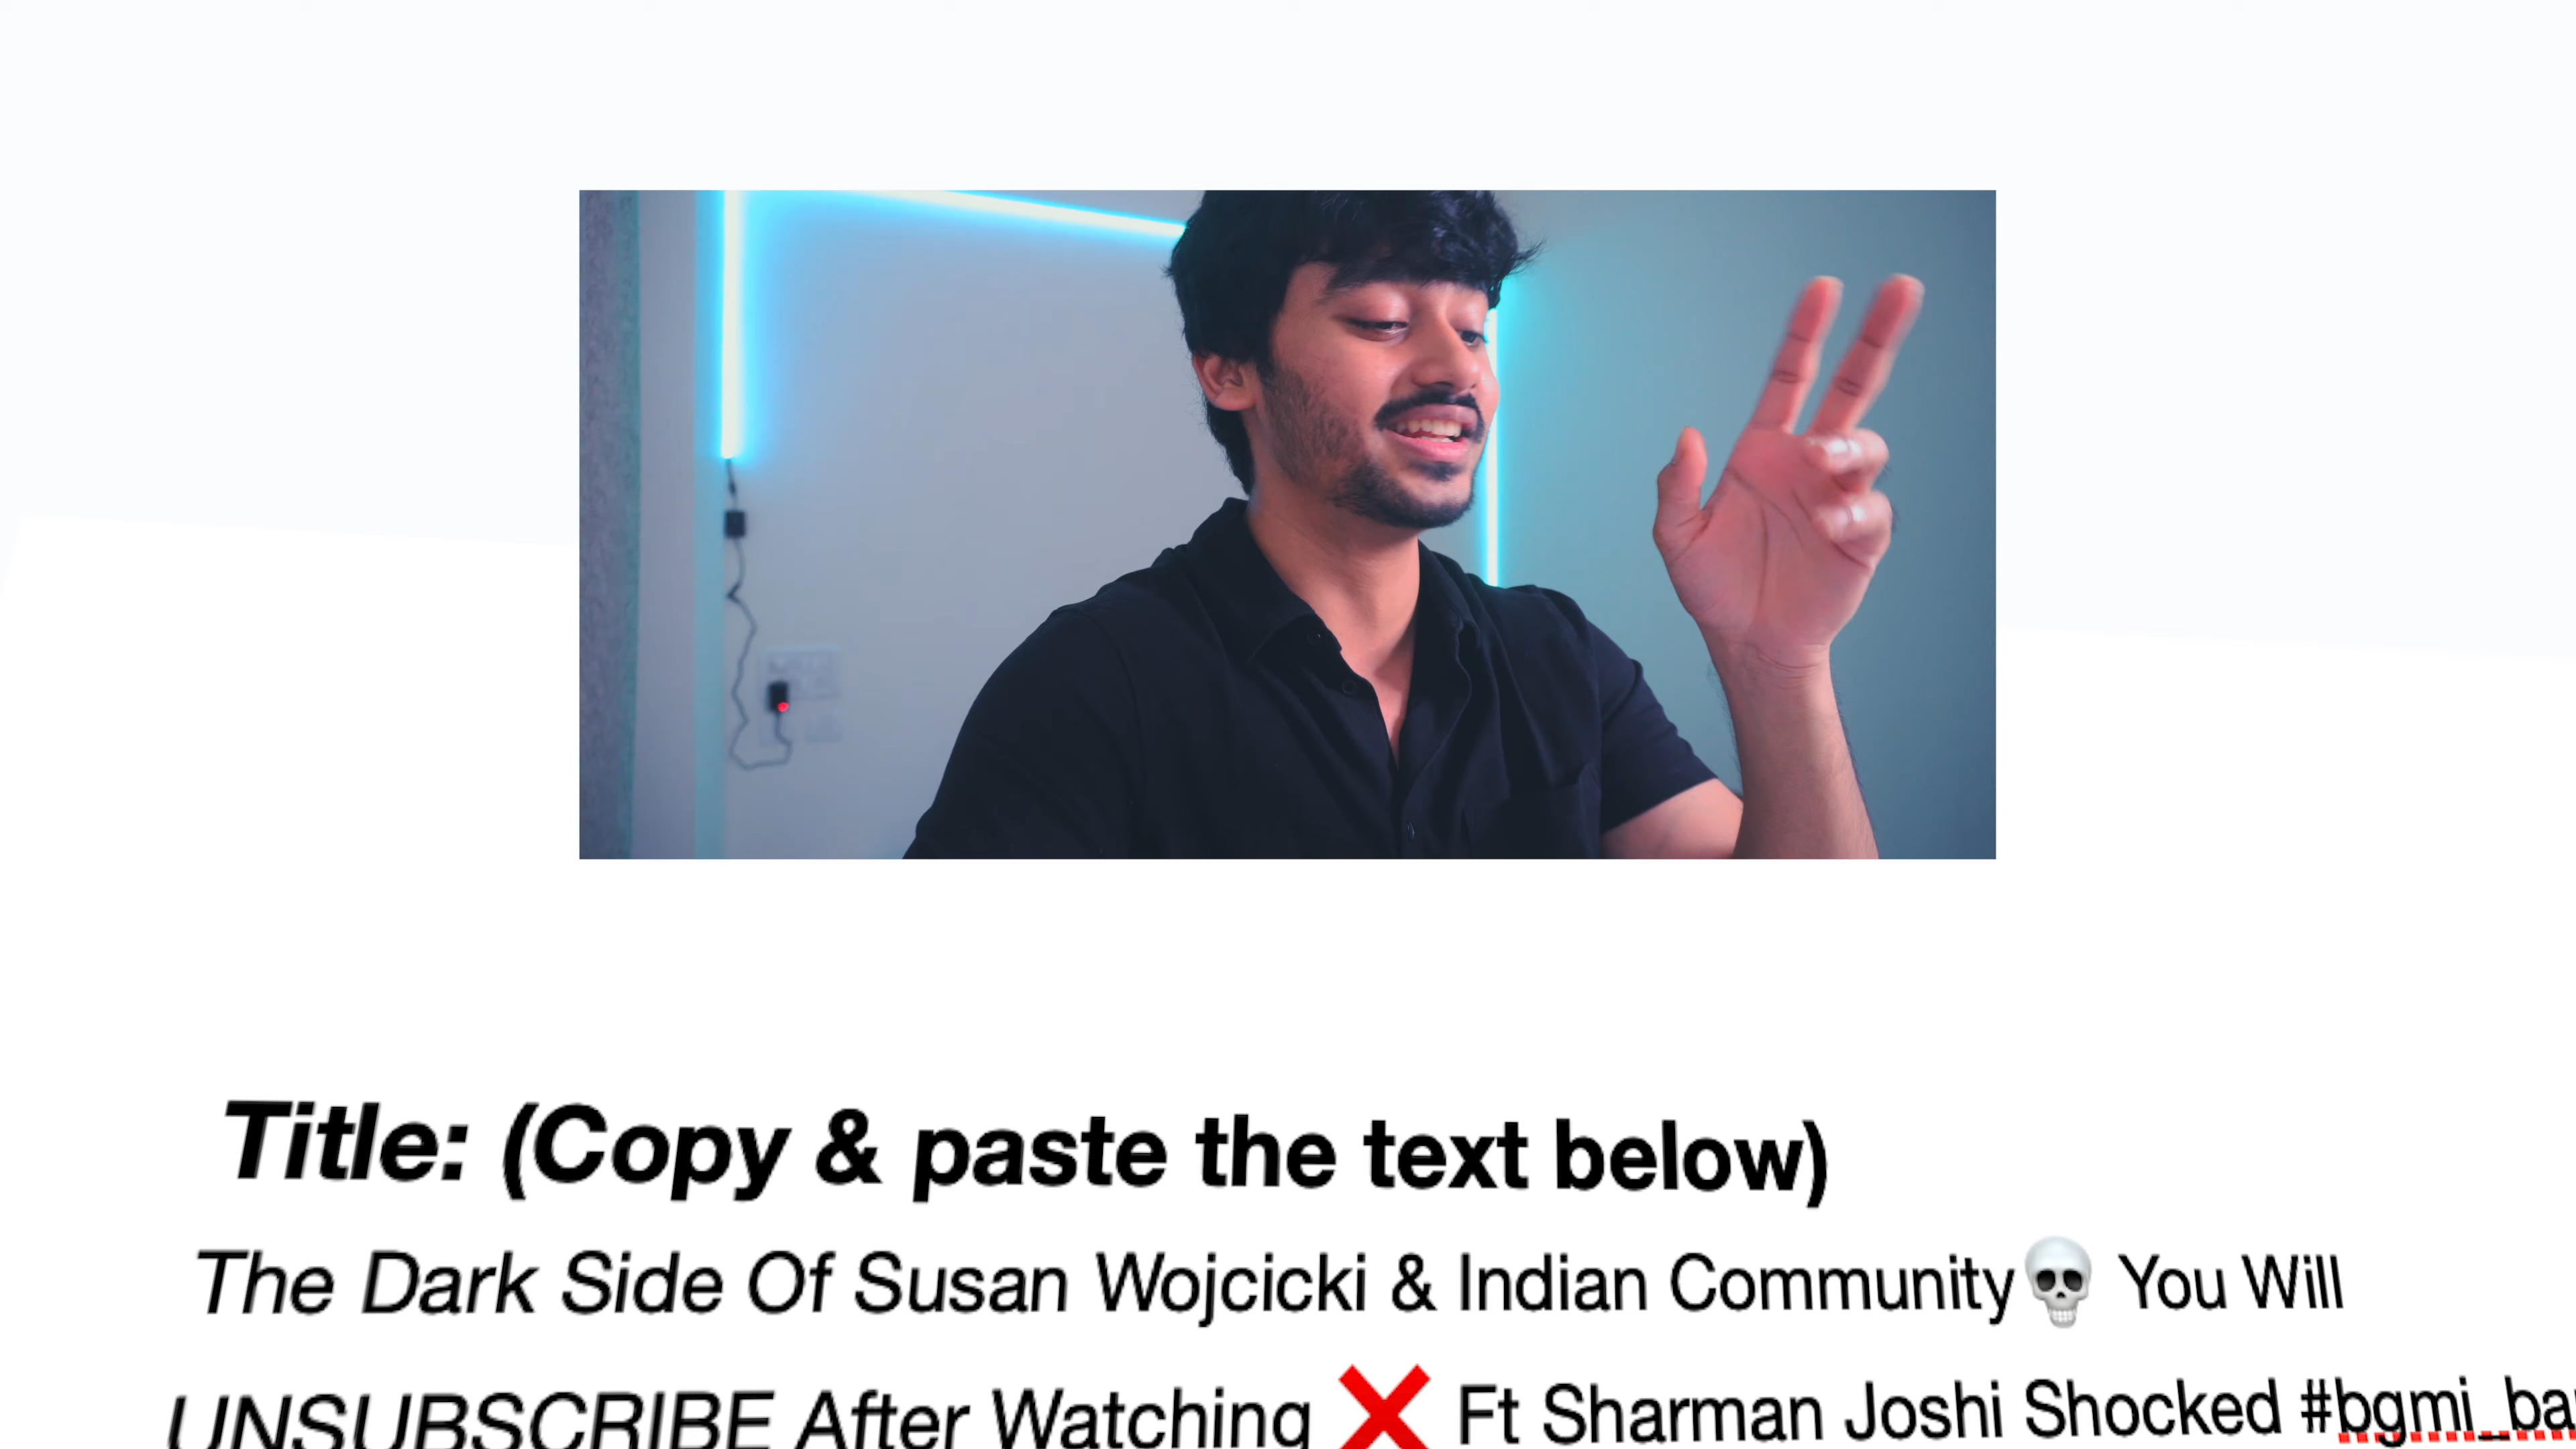 Title: (Copy & paste the text below)
The Dark Side Of Susan Wojcicki & Indian Community💀 You Will
UNSUBSCRIBE After Watching ❌ Ft Sharman Joshi Shocked